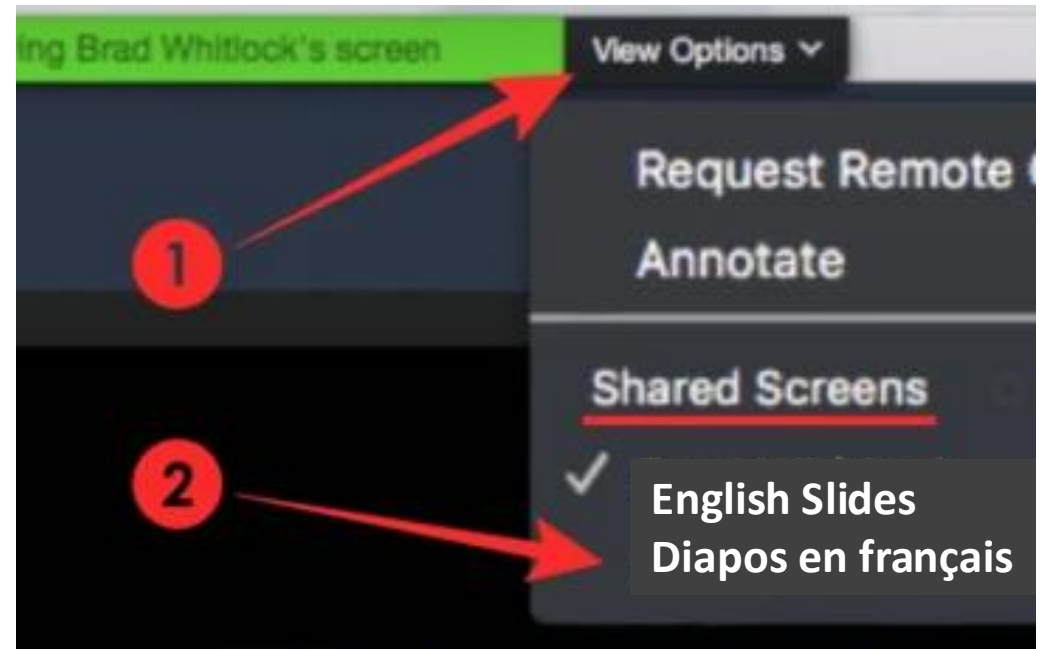 ing Brad Whitlock's screen
View Options
1
Request Remote
Annotate
Shared Screens
2
English Slides
Diapos en français